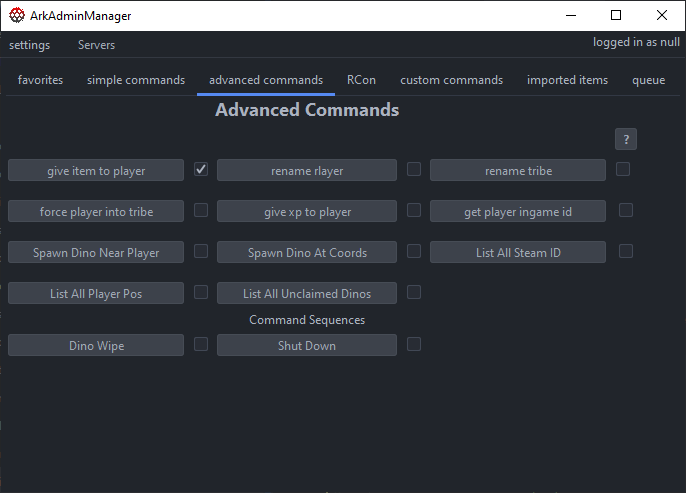 ArkAdminManager
settings Servers logged in as null
favorites simple commands advanced commands RCon custom commands imported items queue
Advanced Commands
?
give item to player rename rlayer rename tribe
force player into tribe give xp to player get player ingame id
Spawn Dino Near Player Spawn Dino At Coords List All Steam ID
List All Player Pos List All Unclaimed Dinos
Command Sequences
Dino Wipe Shut Down